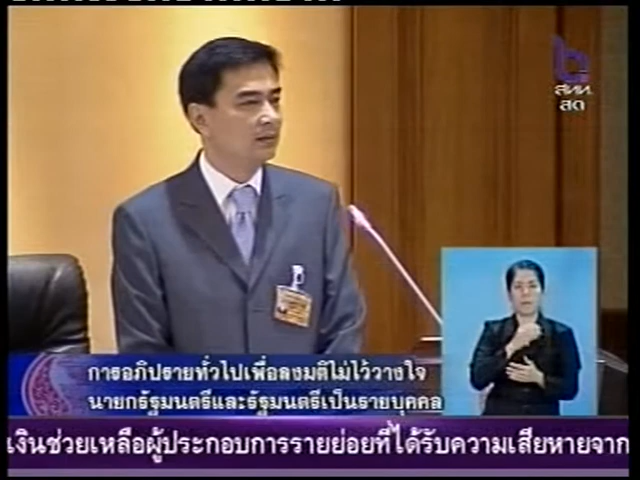 สทท
สด
การอภิปรายทั่วไปเพื่อลงมติไม่ไว้วางใจ
นายกรัฐมนตรีและรัฐมนตรีเป็นรายบุคคล
เงินช่วยเหลือผู้ประกอบการรายย่อยที่ได้รับความเสียหายจาก